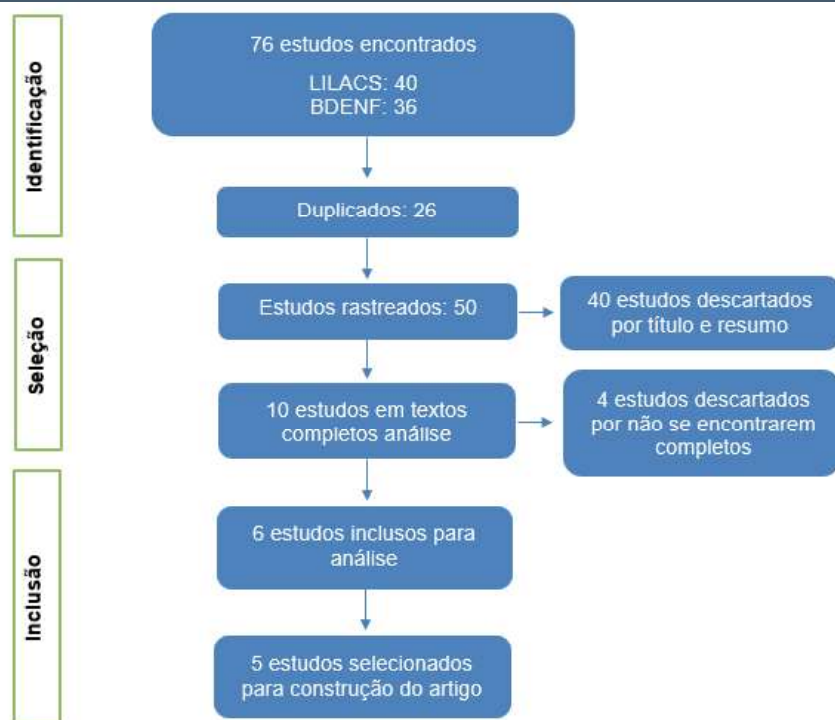 Identificação
76 estudos encontrados
LILACS: 40
BDENF: 36
Duplicados: 26
Seleção
Estudos rastreados: 50
40 estudos descartados
por título e resumo
10 estudos em textos
completos análise
4 estudos descartados
por não se encontrarem
completos
Inclusão
6 estudos inclusos para
análise
5 estudos selecionados
para construção do artigo